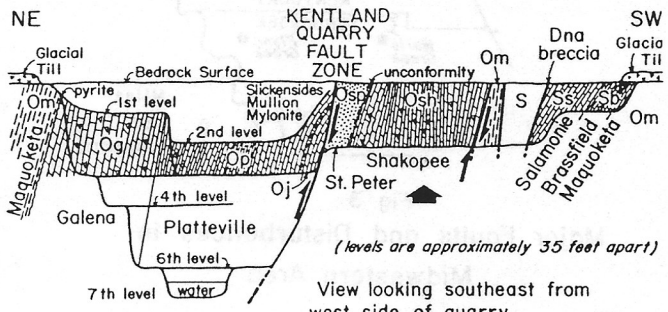 NE
KENTLAND
QUARRY
FAULT
ZONE
SW
Glacial
Till
Bedrock Surface
unconformity
Om
Dna
breccia
Glacia
Til
Om
pyrite
1st level
2nd level
Slickensides
Mullion
Mylonite
Osp
Osh
S
Ss
Sb
Om
Maquoketa
Og
Op
Oj
St. Peter
Shakopee
Salamonie
Brassfield
Maquoketa
Galena
4th level
Platteville
6th level
7th level
water
(levels are approximately 35 feet apart)
View looking southeast from
west side of quarry